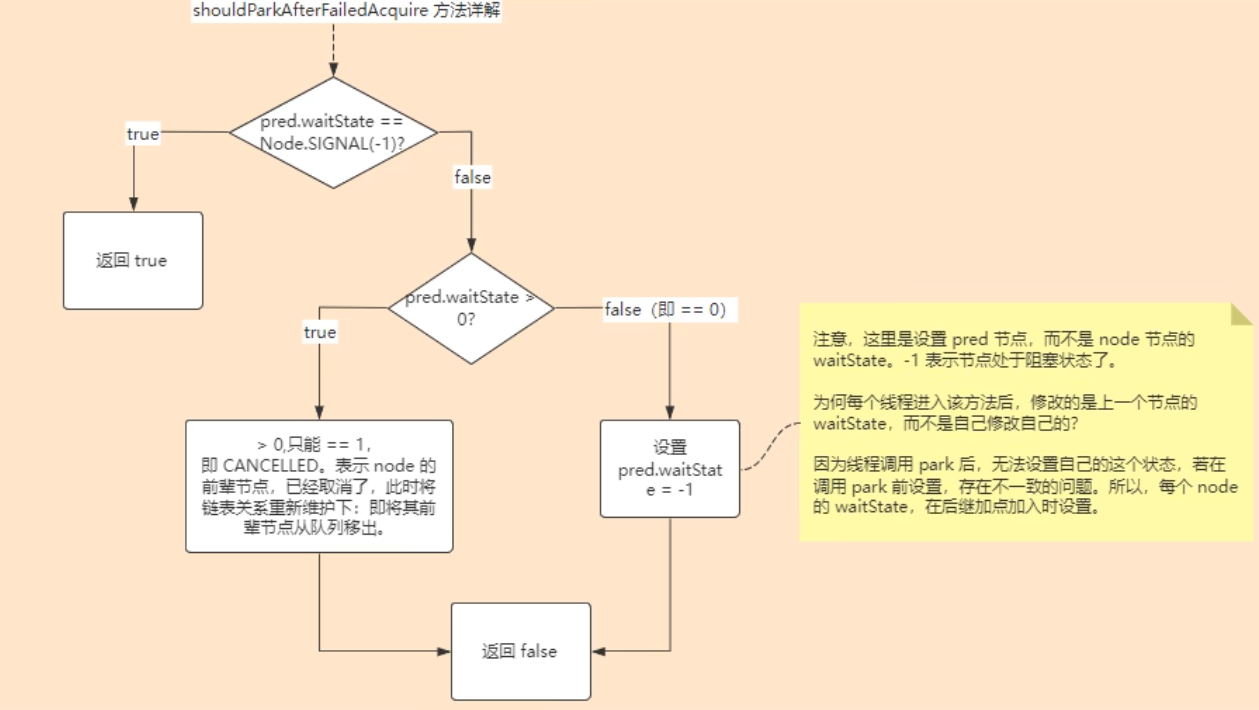 shouldParkAfterFailedAcquire 方法详解
pred.waitState ==
Node.SIGNAL(-1)?
true
false
返回 true
pred.waitState >
0?
true
false（即 == 0）
> 0,只能 == 1,
即 CANCELLED。表示 node 的
前辈节点，已经取消了，此时将
链表关系重新维护下：即将其前
辈节点从队列移出。
设置
pred.waitStat
e = -1
返回 false
注意，这里是设置 pred 节点，而不是 node 节点的
waitState。-1 表示节点处于阻塞状态了。
为何每个线程进入该方法后，修改的是上一个节点的
waitState，而不是自己修改自己的？
因为线程调用 park 后，无法设置自己的这个状态，若在
调用 park 前设置，存在不一致的问题。所以，每个 node
的 waitState，在后继加点加入时设置。